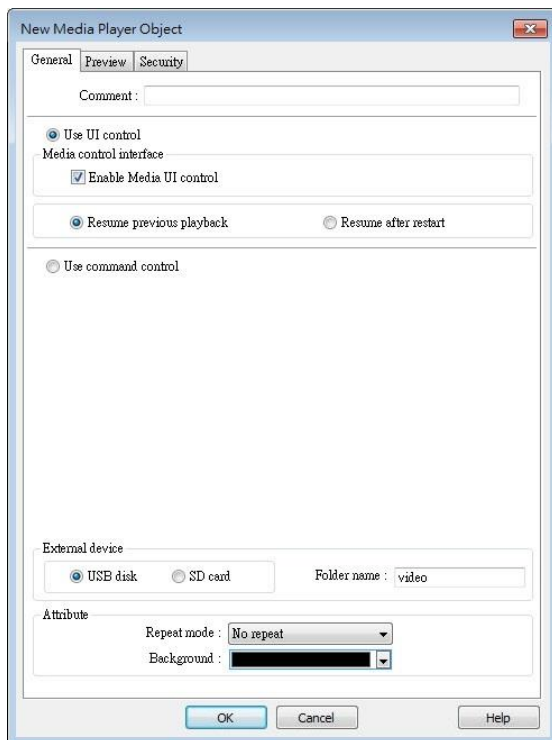 New Media Player Object
General Preview Security
Comment :
Use UI control
Media control interface
Enable Media UI control
Resume previous playback Resume after restart
Use command control
External device
USB disk SD card Folder name : video
Attribute
Repeat mode : No repeat
Background :
OK Cancel Help